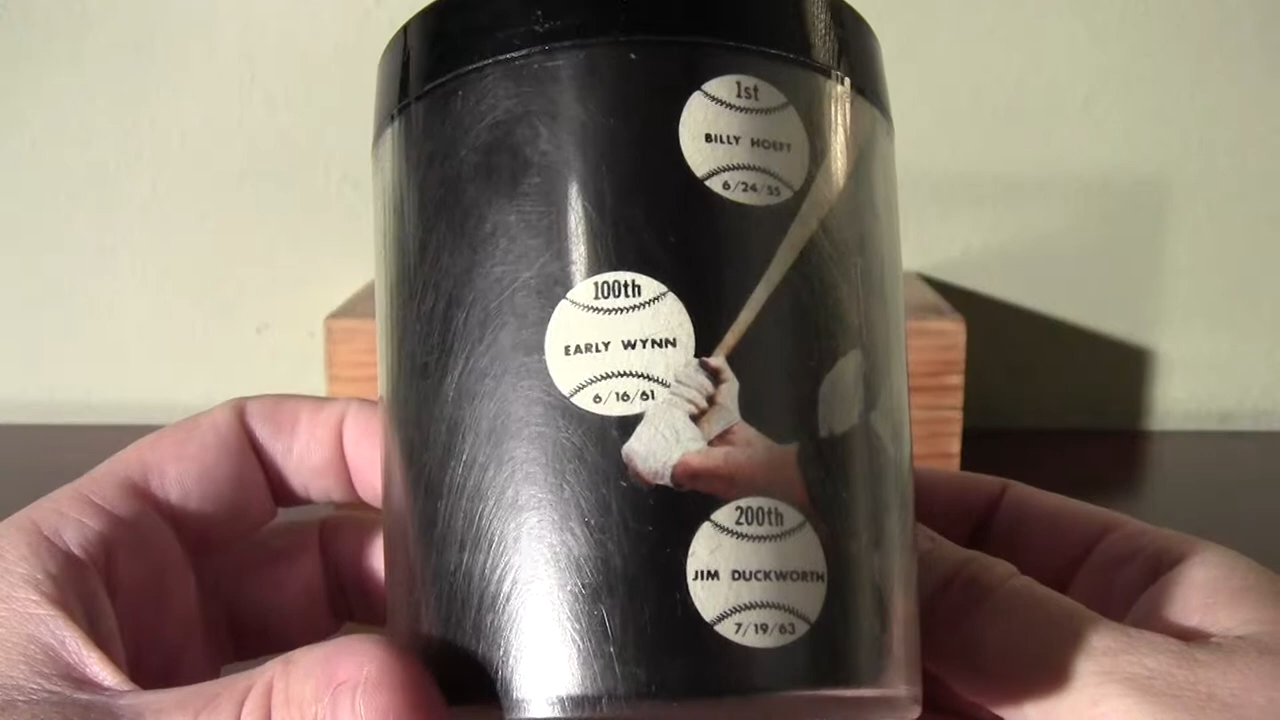 1st
BILLY HOEFT
6/24/55
100th
EARLY WYNN
6/16/61
200th
JIM DUCKWORTH
7/19/63